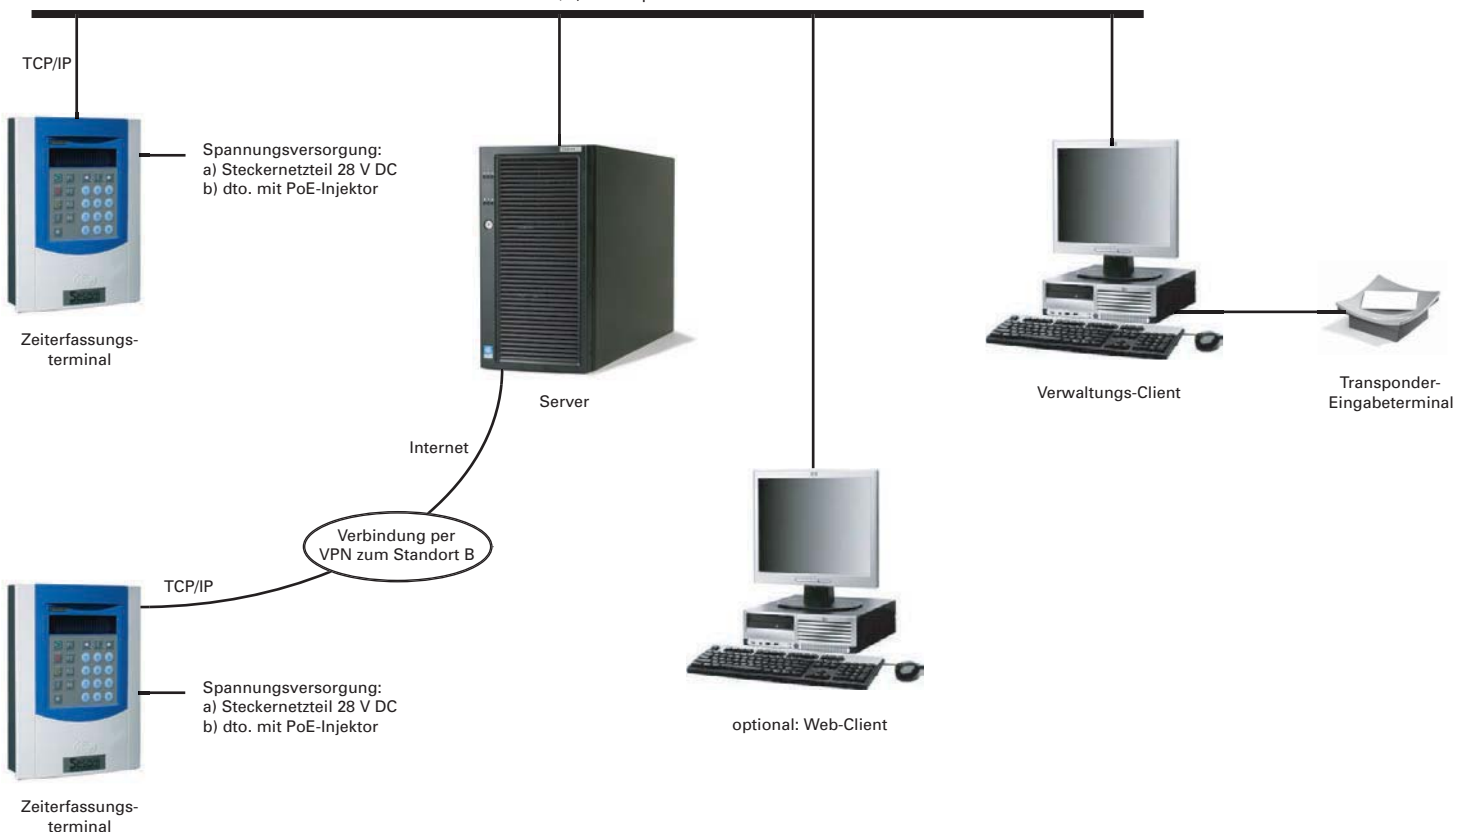 TCP/IP
Spannungsversorgung:
a) Steckernetzteil 28 V DC
b) dto. mit PoE-Injektor
Zeiterfassungs-
terminal
Server
Verwaltungs-Client
Transponder-
Eingabeterminal
Internet
Verbindung per
VPN zum Standort B
TCP/IP
Spannungsversorgung:
a) Steckernetzteil 28 V DC
b) dto. mit PoE-Injektor
optional: Web-Client
Zeiterfassungs-
terminal